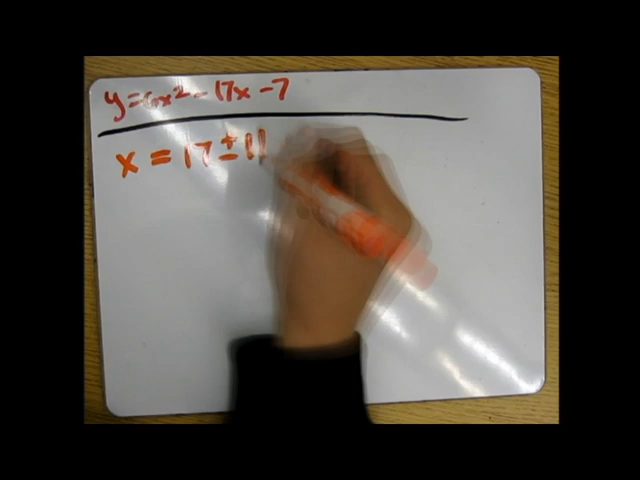 y=6x²-17x-7
x = 17±11